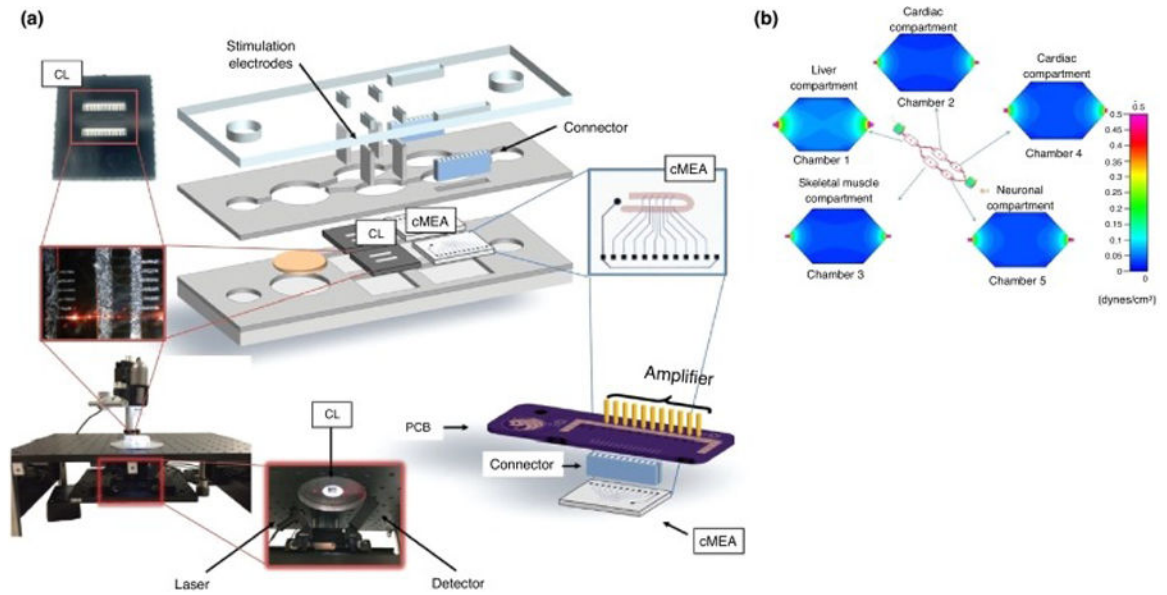 (a)
Stimulation
electrodes
CL
Connector
cMEA
cMEA
CL
Amplifier
PCB
CL
Connector
cMEA
Laser
Detector
(b)
Cardiac
compartment
Liver
compartment
Cardiac
compartment
Chamber 2
Chamber 1
Chamber 4
Skeletal muscle
compartment
Neuronal
compartment
Chamber 3
Chamber 5
0.5
0.5
0.45
0.4
0.35
0.3
0.25
0.2
0.15
0.1
0.05
0
0
(dynes/cm²)